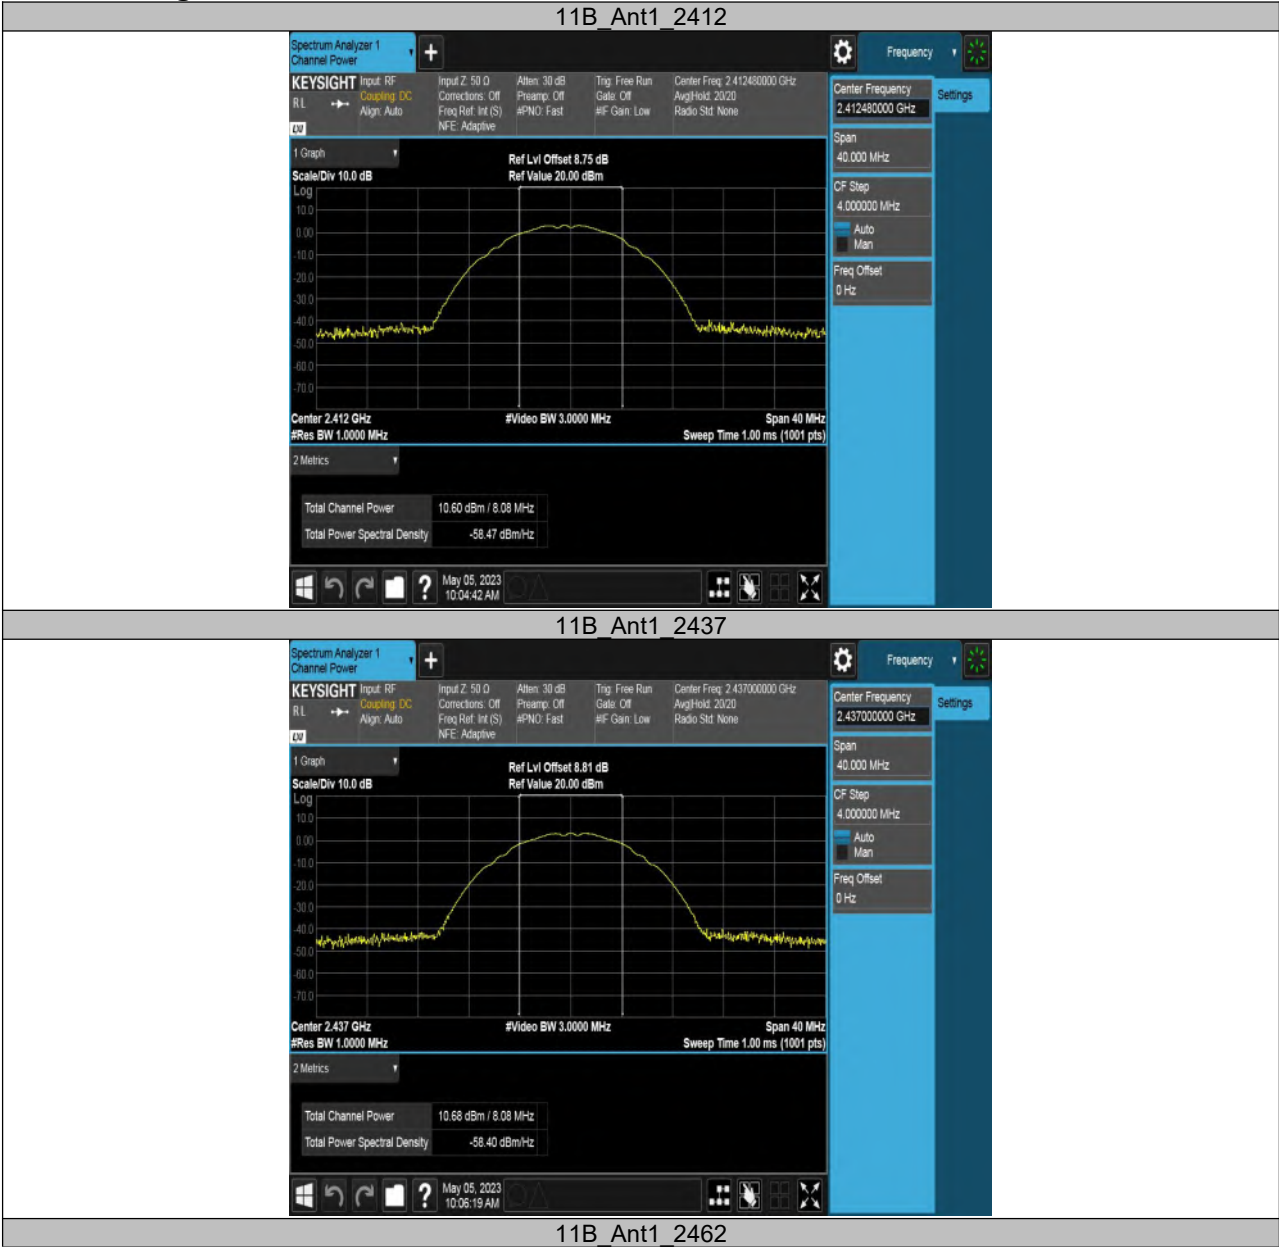 11B_Ant1_2412
Spectrum Analyzer 1
Channel Power
+
Frequency
KEYSIGHT Input: RF Input Z: 50 Ω Atten: 30 dB Trig: Free Run Center Freq: 2.412480000 GHz
RL Coupling: DC Corrections: Off Preamp: Off Gate: Off Avg|Hold: 20/20
Align: Auto Freq Ref: Int (S) #PNO: Fast #IF Gain: Low Radio Std: None
LXI NFE: Adaptive
Center Frequency
2.412480000 GHz
Settings
Span
40.000 MHz
CF Step
4.000000 MHz
Auto
Man
Freq Offset
0 Hz
1 Graph
Ref Lvl Offset 8.75 dB
Scale/Div 10.0 dB Ref Value 20.00 dBm
Log
10.0
0.00
-10.0
-20.0
-30.0
-40.0
-50.0
-60.0
-70.0
Center 2.412 GHz #Video BW 3.0000 MHz Span 40 MHz
#Res BW 1.0000 MHz Sweep Time 1.00 ms (1001 pts)
2 Metrics
Total Channel Power 10.60 dBm / 8.08 MHz
Total Power Spectral Density -58.47 dBm/Hz
? May 05, 2023
10:04:42 AM
11B_Ant1_2437
Spectrum Analyzer 1
Channel Power
+
Frequency
KEYSIGHT Input: RF Input Z: 50 Ω Atten: 30 dB Trig: Free Run Center Freq: 2.437000000 GHz
RL Coupling: DC Corrections: Off Preamp: Off Gate: Off Avg|Hold: 20/20
Align: Auto Freq Ref: Int (S) #PNO: Fast #IF Gain: Low Radio Std: None
LXI NFE: Adaptive
Center Frequency
2.437000000 GHz
Settings
Span
40.000 MHz
CF Step
4.000000 MHz
Auto
Man
Freq Offset
0 Hz
1 Graph
Ref Lvl Offset 8.81 dB
Scale/Div 10.0 dB Ref Value 20.00 dBm
Log
10.0
0.00
-10.0
-20.0
-30.0
-40.0
-50.0
-60.0
-70.0
Center 2.437 GHz #Video BW 3.0000 MHz Span 40 MHz
#Res BW 1.0000 MHz Sweep Time 1.00 ms (1001 pts)
2 Metrics
Total Channel Power 10.68 dBm / 8.08 MHz
Total Power Spectral Density -58.40 dBm/Hz
? May 05, 2023
10:06:19 AM
11B_Ant1_2462